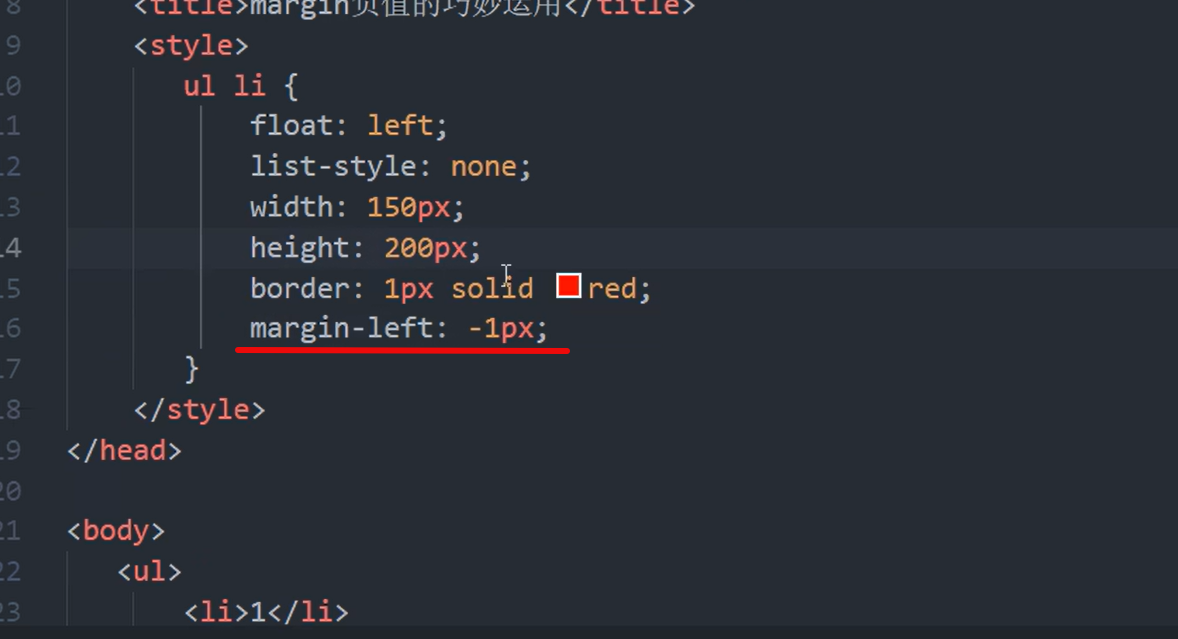 8 <title>margin负值的巧妙运用</title>
9 <style>
10 ul li {
11 float: left;
12 list-style: none;
13 width: 150px;
14 height: 200px;
15 border: 1px solid red;
16 margin-left: -1px;
17 }
18 </style>
19 </head>
20
21 <body>
22 <ul>
23 <li>1</li>